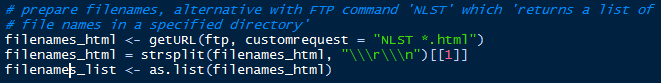 # prepare filenames, alternative with FTP command 'NLST' which 'returns a list of
# file names in a specified directory'
filenames_html <- getURL(ftp, customrequest = "NLST *.html")
filenames_html = strsplit(filenames_html, "\\\r\\n")[[1]]
filenames_list <- as.list(filenames_html)